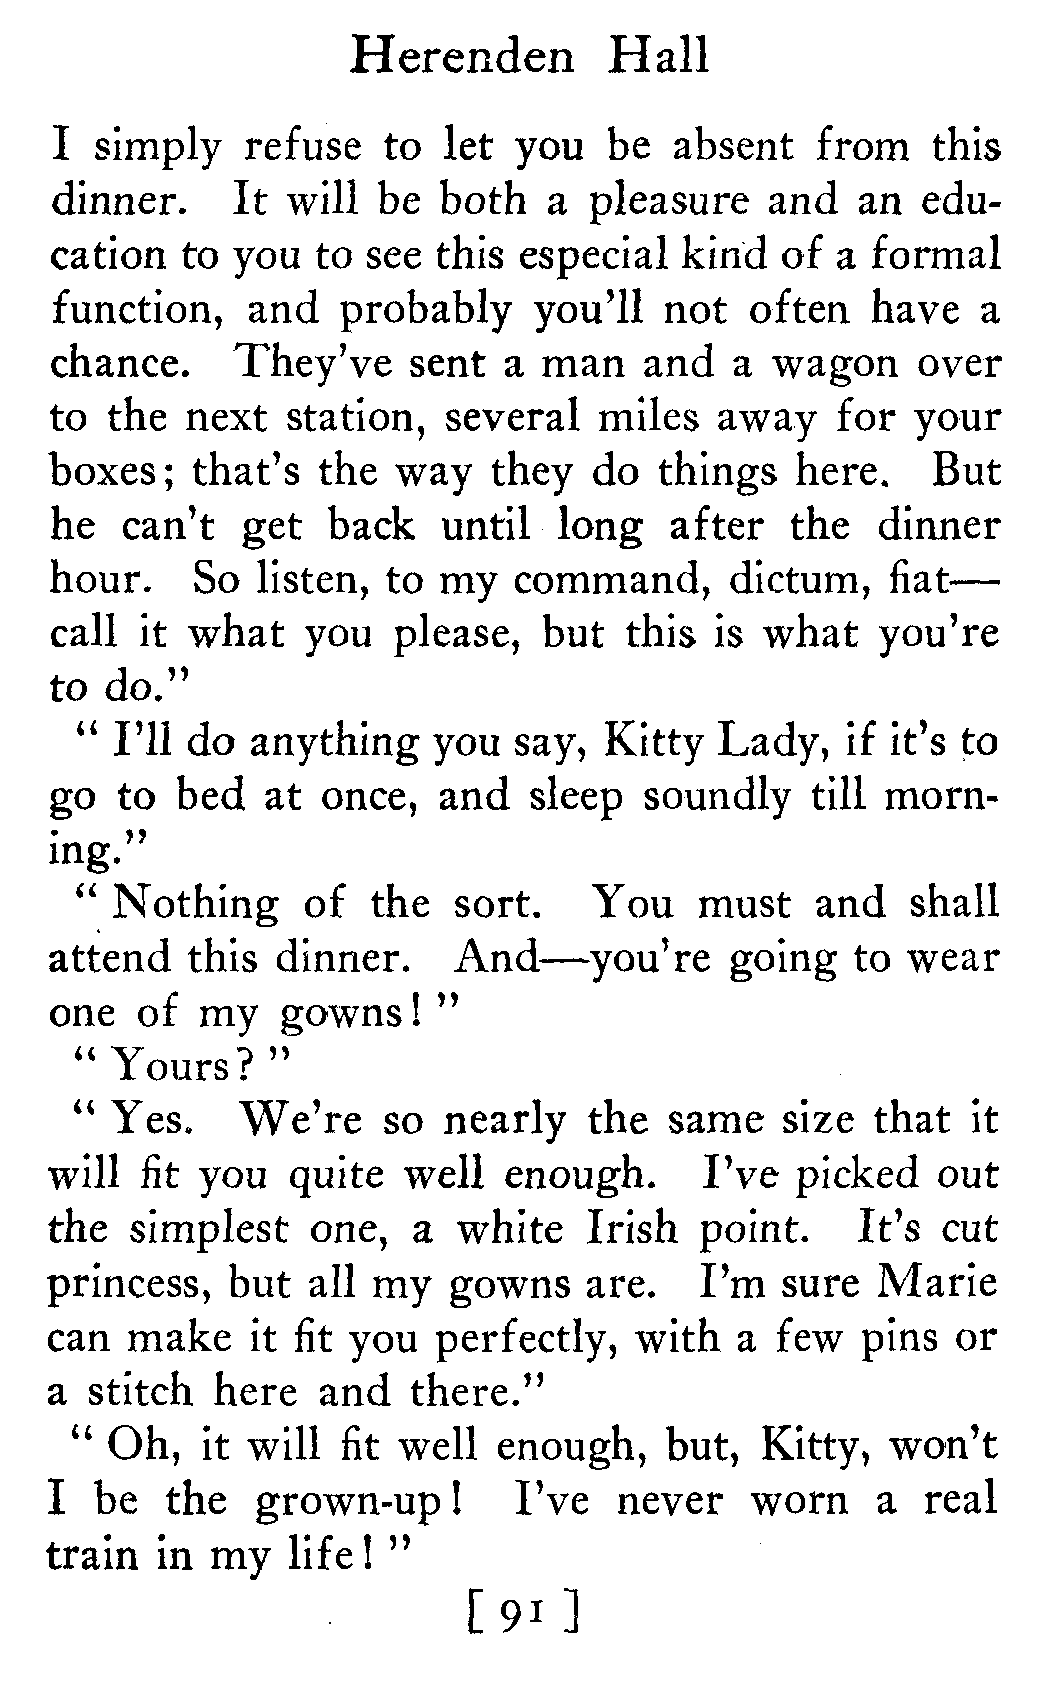 Herenden Hall
I simply refuse to let you be absent from this
dinner. It will be both a pleasure and an edu-
cation to you to see this especial kind of a formal
function, and probably you'll not often have a
chance. They've sent a man and a wagon over
to the next station, several miles away for your
boxes; that's the way they do things here. But
he can't get back until long after the dinner
hour. So listen, to my command, dictum, fiat—
call it what you please, but this is what you're
to do."
" I'll do anything you say, Kitty Lady, if it's to
go to bed at once, and sleep soundly till morn-
ing."
" Nothing of the sort. You must and shall
attend this dinner. And—you're going to wear
one of my gowns! "
" Yours? "
" Yes. We're so nearly the same size that it
will fit you quite well enough. I've picked out
the simplest one, a white Irish point. It's cut
princess, but all my gowns are. I'm sure Marie
can make it fit you perfectly, with a few pins or
a stitch here and there."
" Oh, it will fit well enough, but, Kitty, won't
I be the grown-up! I've never worn a real
train in my life! "
[ 91 ]